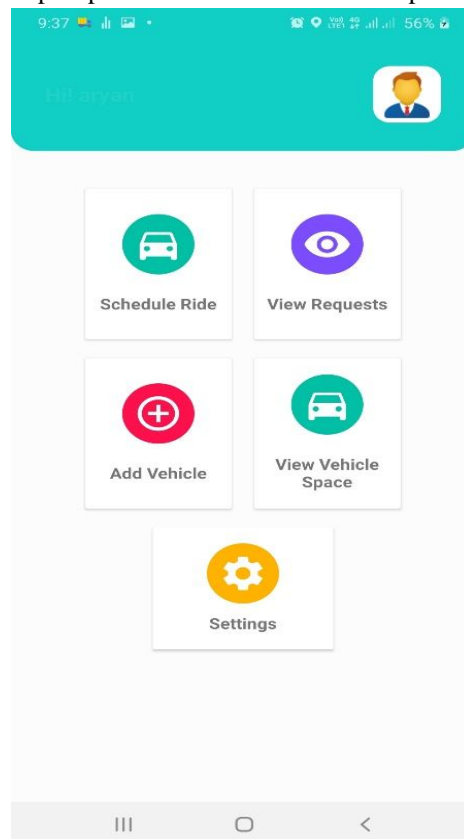 9:37
56%
Hi! aryan
Schedule Ride
View Requests
Add Vehicle
View Vehicle
Space
Settings